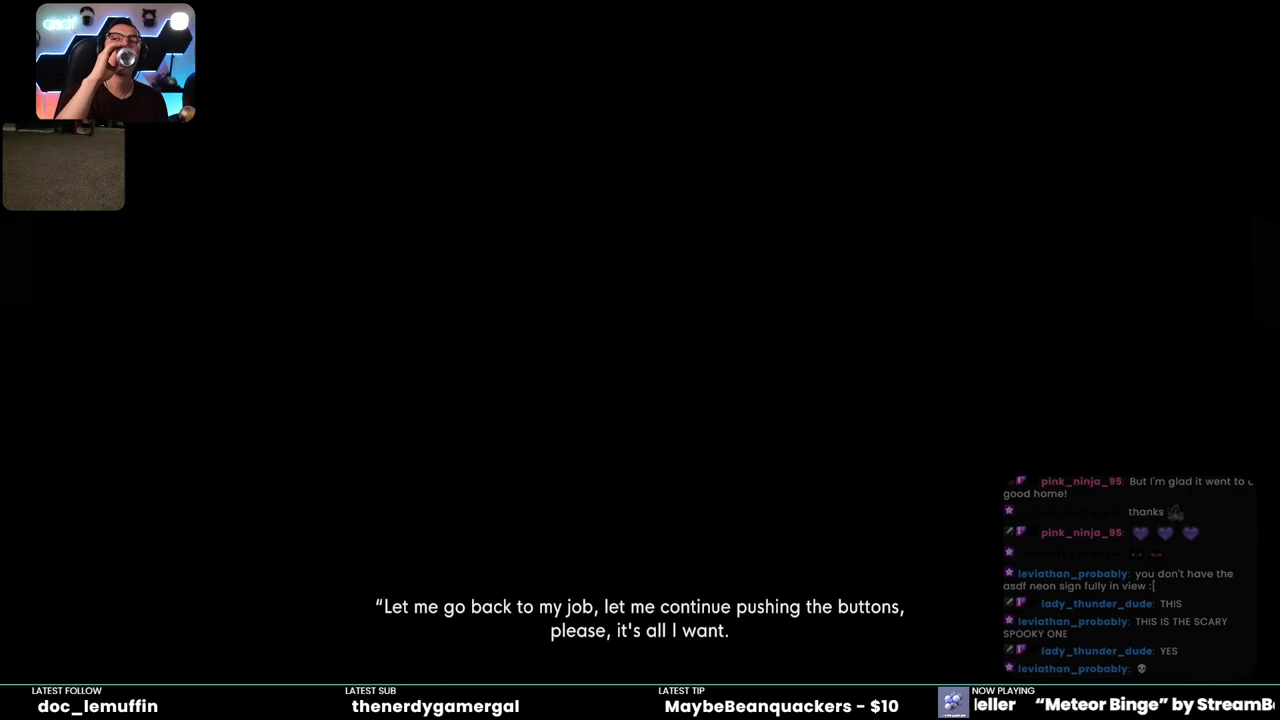 asdf
"Let me go back to my job, let me continue pushing the buttons,
please, it's all I want.
pink_ninja_95: But I'm glad it went to
good home!
thanks
pink_ninja_95:
leviathan_probably: you don't have the
asdf neon sign fully in view :[
lady_thunder_dude: THIS
leviathan_probably: THIS IS THE SCARY
SPOOKY ONE
lady_thunder_dude: YES
leviathan_probably:
LATEST FOLLOW
doc_lemuffin
LATEST SUB
thenerdygamergal
LATEST TIP
MaybeBeanquackers - $10
NOW PLAYING
eller "Meteor Binge" by StreamBe